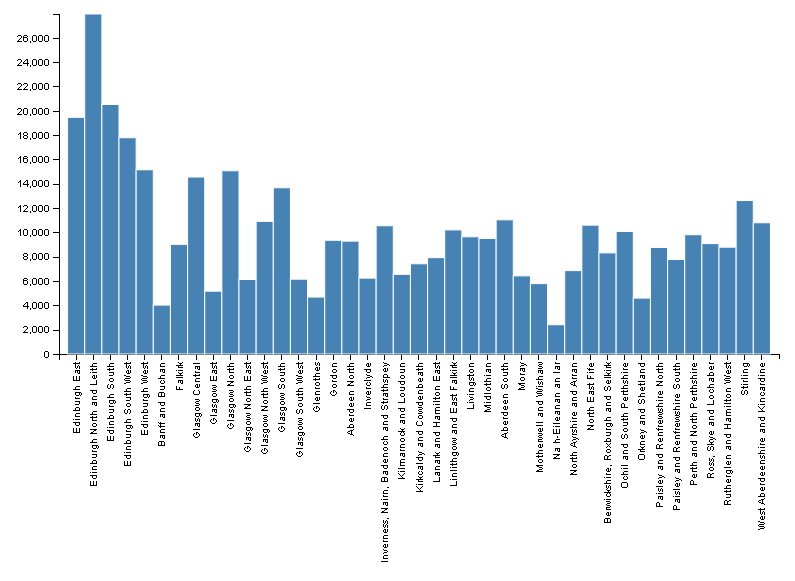 26,000
24,000
22,000
20,000
18,000
16,000
14,000
12,000
10,000
8,000
6,000
4,000
2,000
0
Edinburgh East
Edinburgh North and Leith
Edinburgh South
Edinburgh South West
Edinburgh West
Banff and Buchan
Falkirk
Glasgow Central
Glasgow East
Glasgow North
Glasgow North East
Glasgow North West
Glasgow South
Glasgow South West
Glenrothes
Gordon
Aberdeen North
Inverclyde
Inverness, Nairn, Badenoch and Strathspey
Kilmarnock and Loudoun
Kirkcaldy and Cowdenbeath
Lanark and Hamilton East
Linlithgow and East Falkirk
Livingston
Midlothian
Aberdeen South
Moray
Motherwell and Wishaw
Na h-Eileanan an Iar
North Ayrshire and Arran
North East Fife
Berwickshire, Roxburgh and Selkirk
Ochil and South Perthshire
Orkney and Shetland
Paisley and Renfrewshire North
Paisley and Renfrewshire South
Perth and North Perthshire
Ross, Skye and Lochaber
Rutherglen and Hamilton West
Stirling
West Aberdeenshire and Kincardine